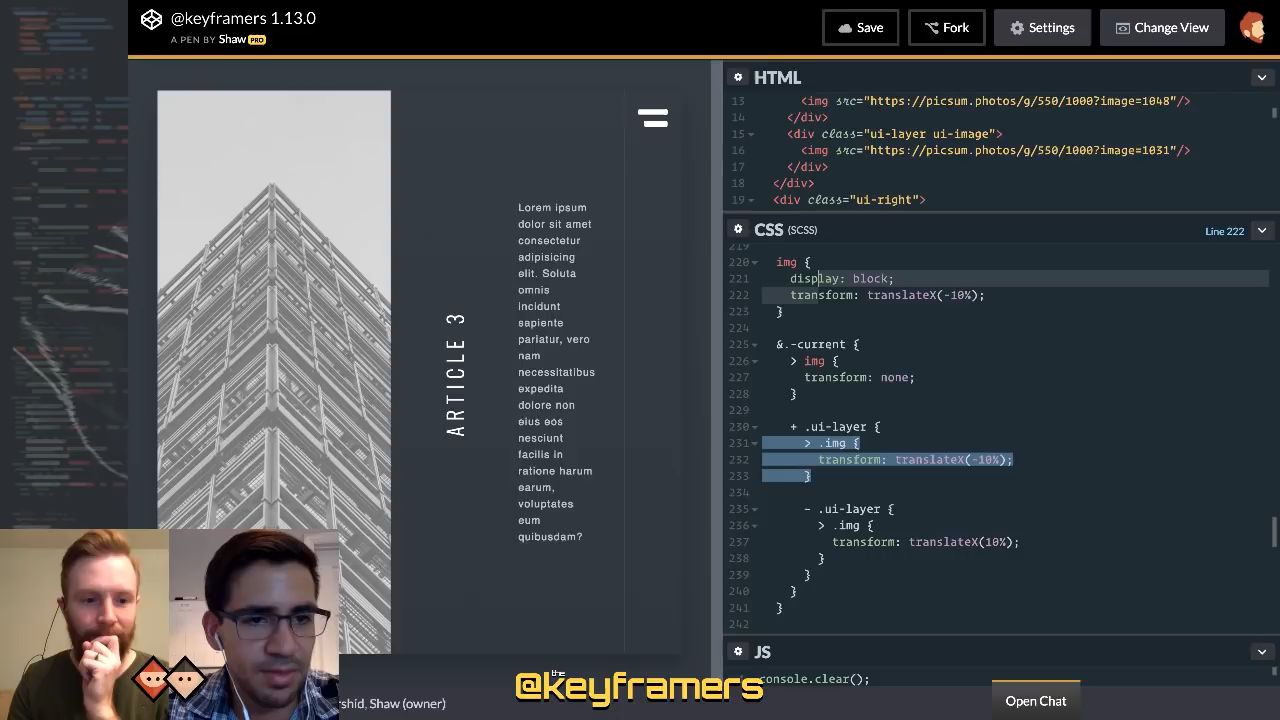 @keyframers 1.13.0
A PEN BY Shaw PRO
Save
Fork
Settings
Change View
ARTICLE 3
Lorem ipsum
dolor sit amet
consectetur
adipisicing
elit. Soluta
omnis
incidunt
sapiente
pariatur, vero
nam
necessitatibus
expedita
dolore non
eius eos
nesciunt
facilis in
ratione harum
earum,
voluptates
eum
quibusdam?
HTML
13 <img src="https://picsum.photos/g/550/1000?image=1048"/>
14 </div>
15 <div class="ui-layer ui-image">
16 <img src="https://picsum.photos/g/550/1000?image=1031"/>
17 </div>
18 </div>
19 <div class="ui-right">
CSS (SCSS)
Line 222
219
220 img {
221 display: block;
222 transform: translateX(-10%);
223 }
224
225 &.-current {
226 > img {
227 transform: none;
228 }
229
230 + .ui-layer {
231 > .img {
232 transform: translateX(-10%);
233 }
234
235 - .ui-layer {
236 > .img {
237 transform: translateX(10%);
238 }
239 }
240 }
241 }
242
JS
console.clear();
the
@keyframers
rshid, Shaw (owner)
Open Chat